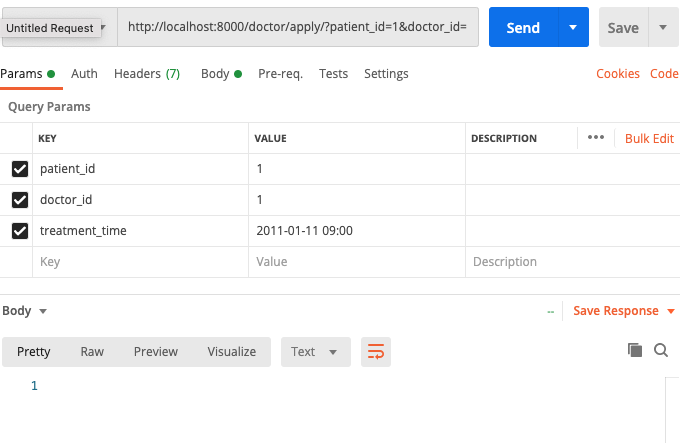 Untitled Request http://localhost:8000/doctor/apply/?patient_id=1&doctor_id= Send Save
Params Auth Headers (7) Body Pre-req. Tests Settings Cookies Code
Query Params
KEY VALUE DESCRIPTION ••• Bulk Edit
patient_id 1
doctor_id 1
treatment_time 2011-01-11 09:00
Key Value Description
Body -- Save Response
Pretty Raw Preview Visualize Text
1